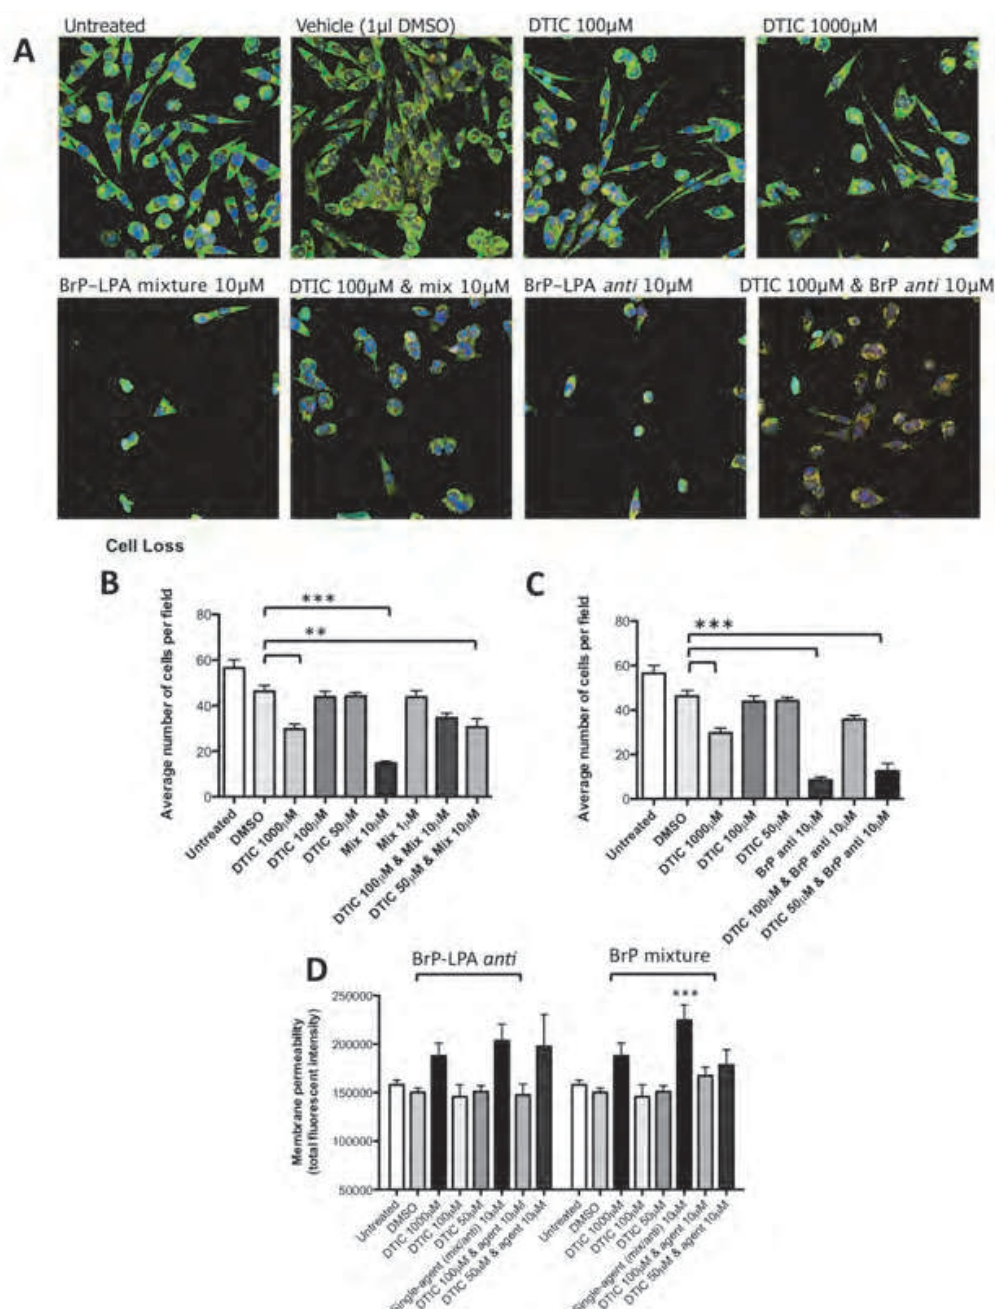 A
Untreated
Vehicle (1µl DMSO)
DTIC 100µM
DTIC 1000µM
BrP-LPA mixture 10µM
DTIC 100µM & mix 10µM
BrP-LPA anti 10µM
DTIC 100µM & BrP anti 10µM
Cell Loss
B
Average number of cells per field
80
60
40
20
0
***
**
Untreated
DMSO
DTIC 1000µM
DTIC 100µM
DTIC 50µM
Mix 10µM
Mix 1µM
DTIC 100µM & Mix 10µM
DTIC 50µM & Mix 10µM
C
Average number of cells per field
80
60
40
20
0
***
Untreated
DMSO
DTIC 1000µM
DTIC 100µM
DTIC 50µM
BrP anti 10µM
DTIC 100µM & BrP anti 10µM
DTIC 50µM & BrP anti 10µM
D
BrP-LPA anti
BrP mixture
Membrane permeability
(total fluorescent intensity)
250000
200000
150000
100000
50000
***
Untreated
DMSO
DTIC 1000µM
DTIC 100µM
DTIC 50µM
Single-agent (mix/anti) 10µM
DTIC 100µM & agent 10µM
DTIC 50µM & agent 10µM
Untreated
DMSO
DTIC 1000µM
DTIC 100µM
DTIC 50µM
Single-agent (mix/anti) 10µM
DTIC 100µM & agent 10µM
DTIC 50µM & agent 10µM